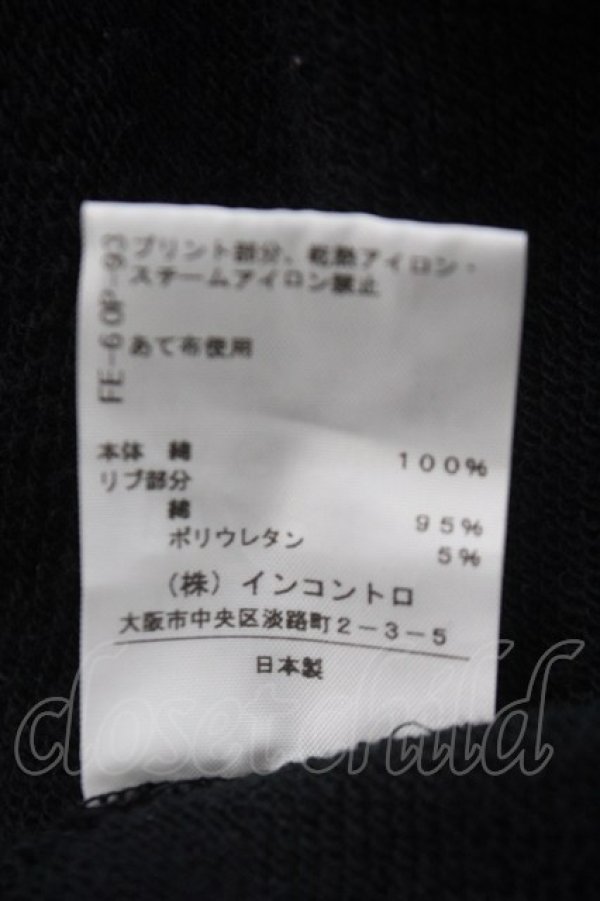 プリント部分、乾熱アイロン・
スチームアイロン禁止
あて布使用
FE-6OP-93
本体 綿 100%
リブ部分
綿 95%
ポリウレタン 5%
(株)インコントロ
大阪市中央区淡路町2-3-5
日本製
closetchild